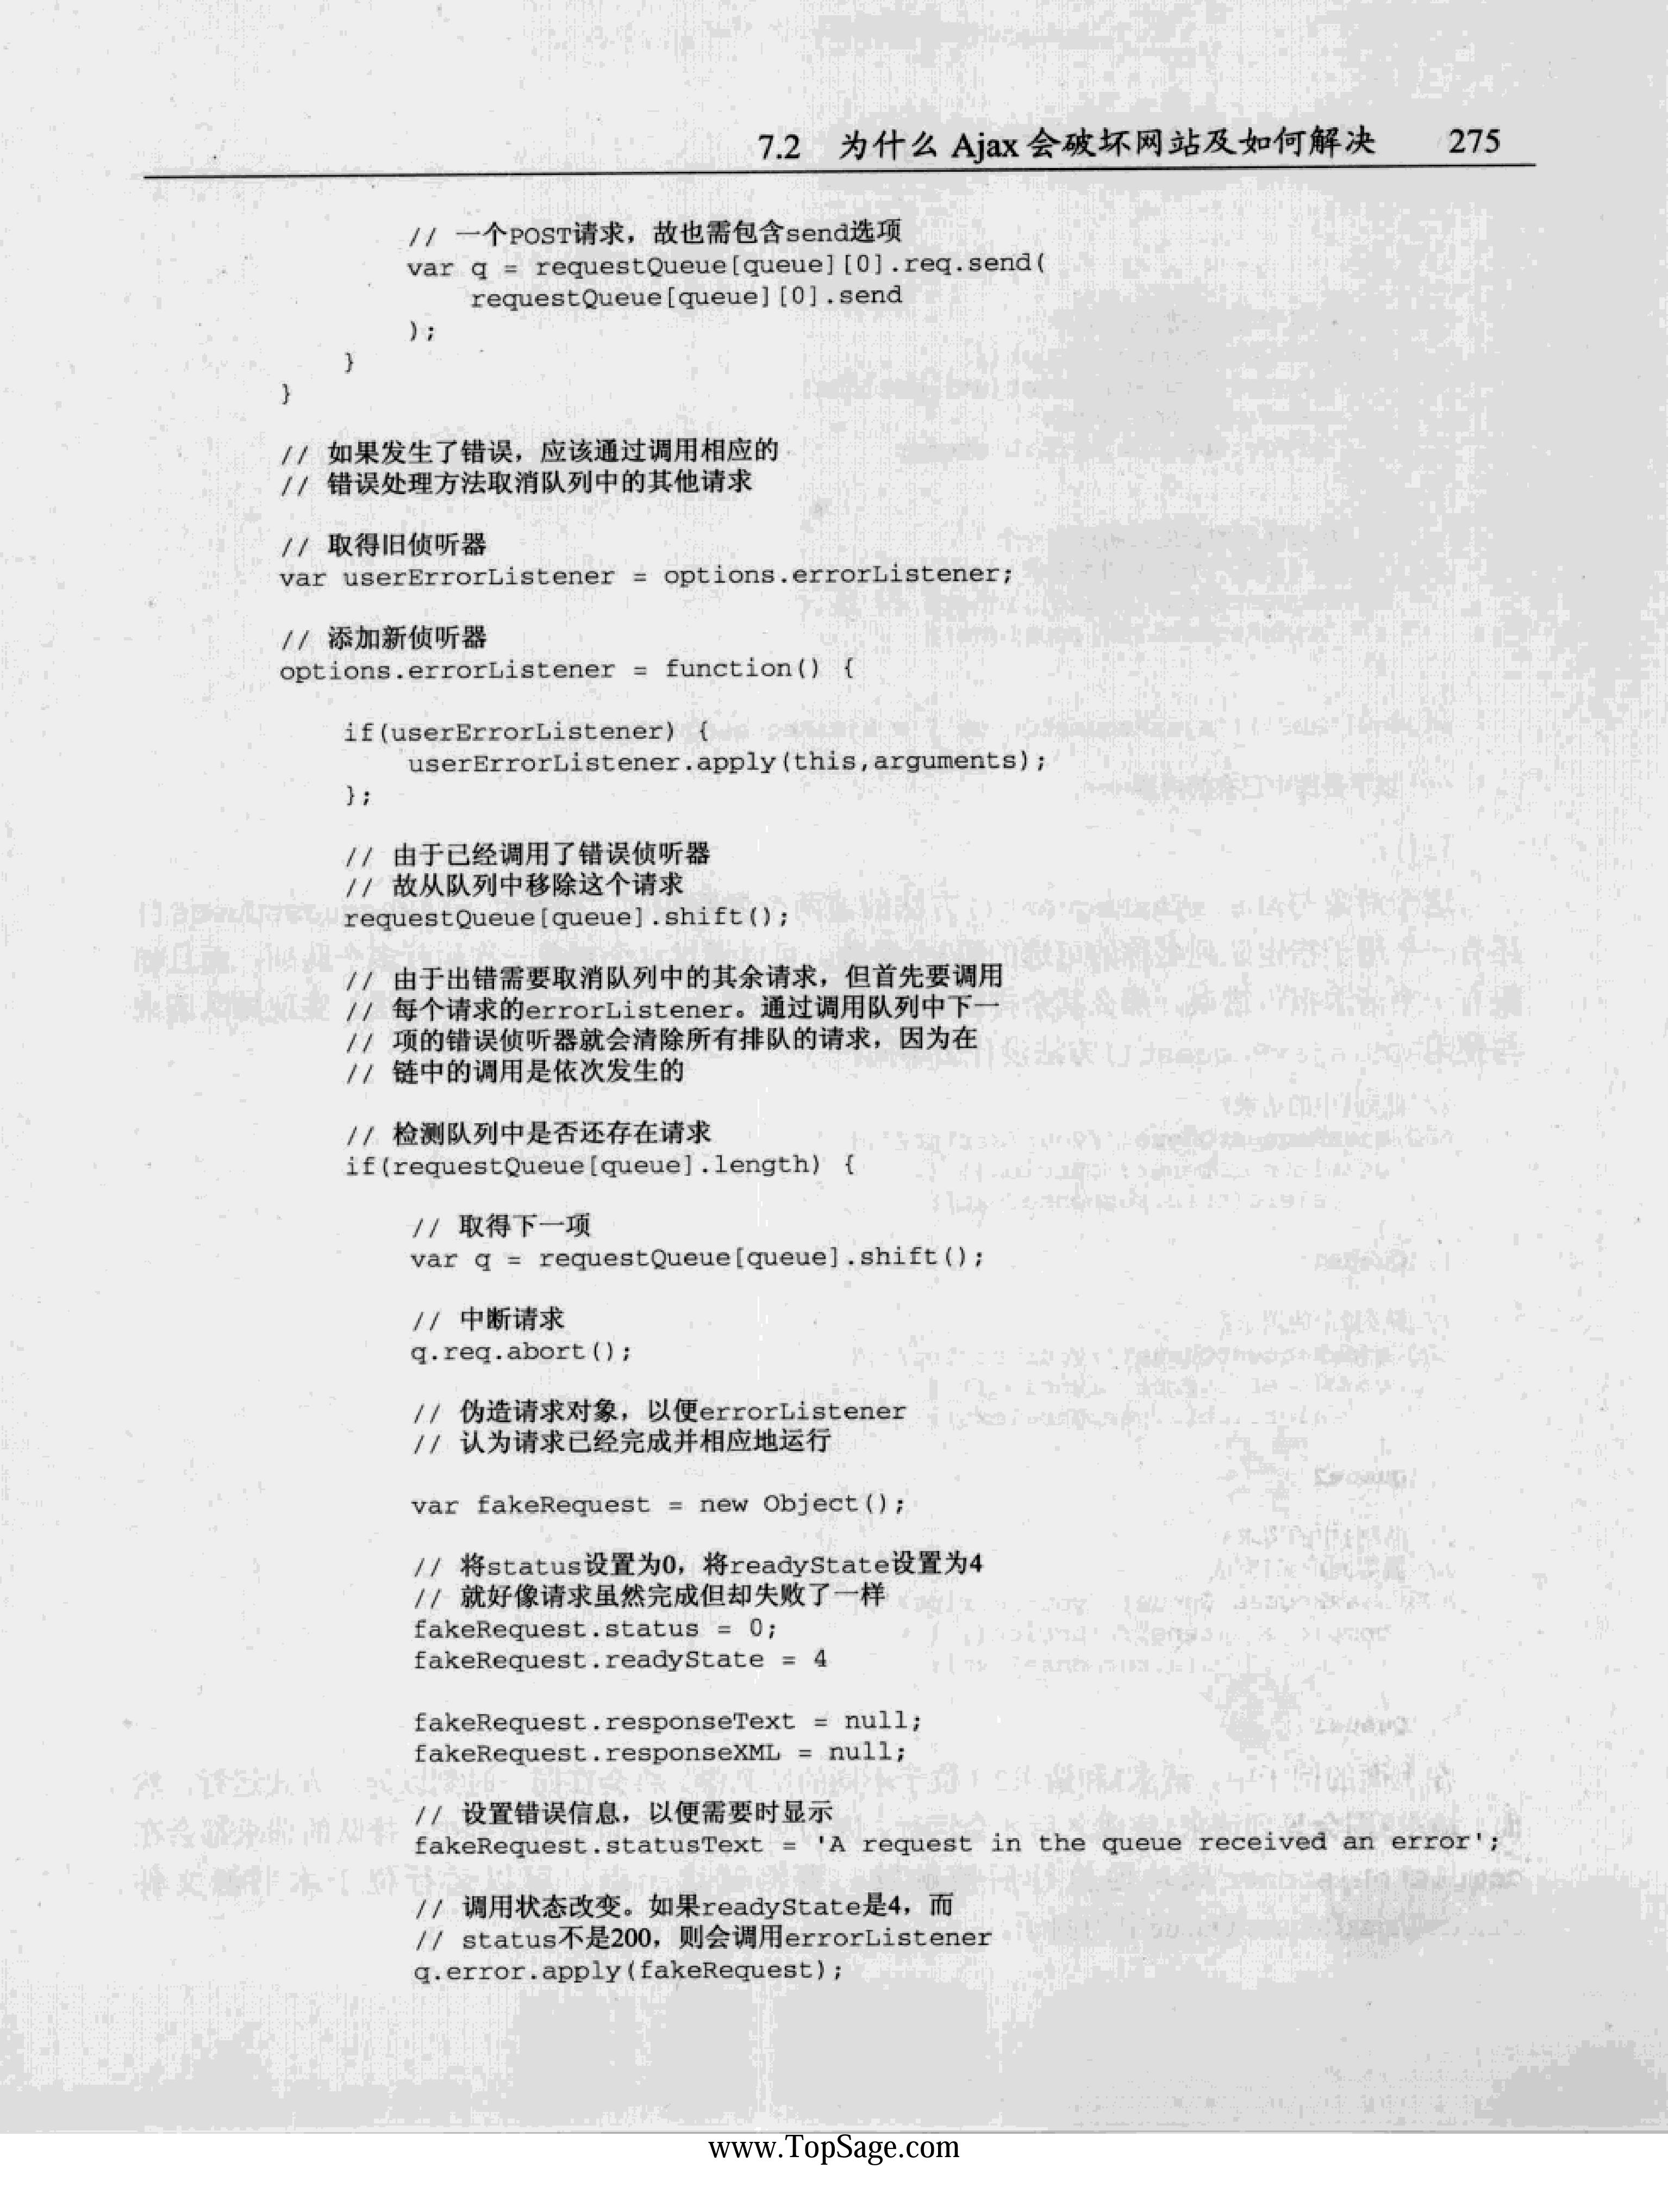 7.2 为什么 Ajax 会破坏网站及如何解决 275
// 一个POST请求，故也需包含send选项
var q = requestQueue[queue][0].req.send(
requestQueue[queue][0].send
);
}
}
// 如果发生了错误，应该通过调用相应的
// 错误处理方法取消队列中的其他请求
// 取得旧侦听器
var userErrorListener = options.errorListener;
// 添加新侦听器
options.errorListener = function() {
if(userErrorListener) {
userErrorListener.apply(this,arguments);
};
// 由于已经调用了错误侦听器
// 故从队列中移除这个请求
requestQueue[queue].shift();
// 由于出错需要取消队列中的其余请求，但首先要调用
// 每个请求的errorListener。通过调用队列中下一
// 项的错误侦听器就会清除所有排队的请求，因为在
// 链中的调用是依次发生的
// 检测队列中是否还存在请求
if(requestQueue[queue].length) {
// 取得下一项
var q = requestQueue[queue].shift();
// 中断请求
q.req.abort();
// 伪造请求对象，以便errorListener
// 认为请求已经完成并相应地运行
var fakeRequest = new Object();
// 将status设置为0，将readyState设置为4
// 就好像请求虽然完成但却失败了一样
fakeRequest.status = 0;
fakeRequest.readyState = 4
fakeRequest.responseText = null;
fakeRequest.responseXML = null;
// 设置错误信息，以便需要时显示
fakeRequest.statusText = 'A request in the queue received an error';
// 调用状态改变。如果readyState是4，而
// status不是200，则会调用errorListener
q.error.apply(fakeRequest);
www.TopSage.com